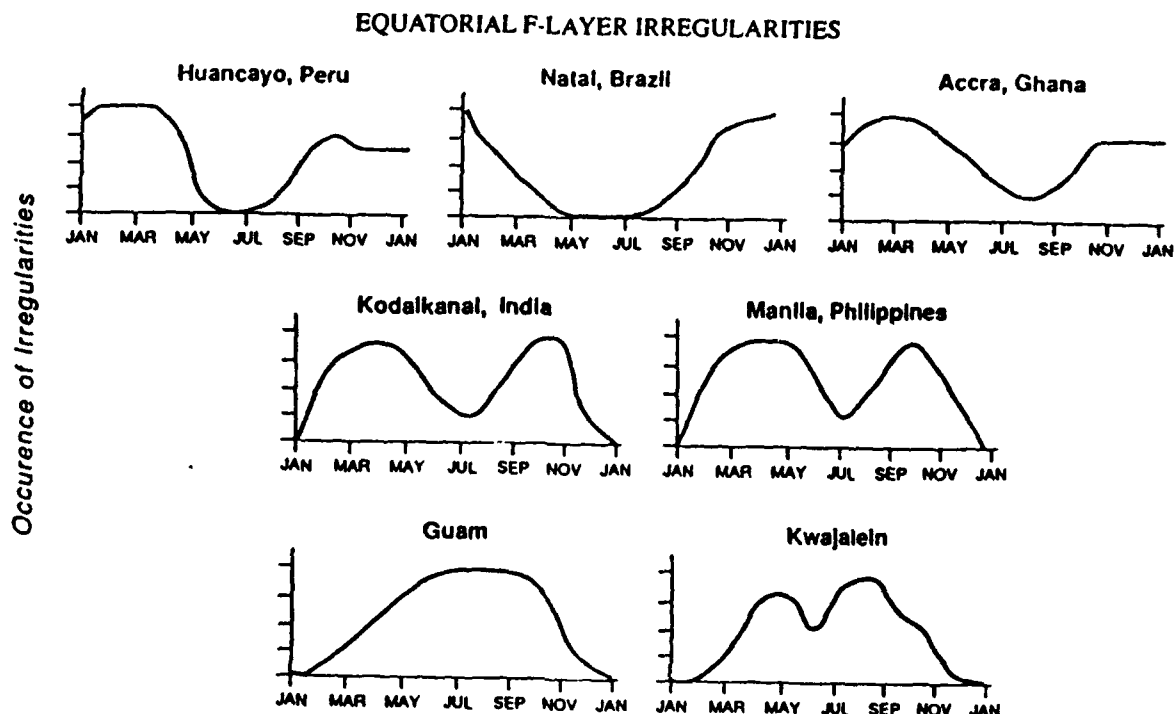 EQUATORIAL F-LAYER IRREGULARITIES
Huancayo, Peru
Natal, Brazil
Accra, Ghana
Occurence of Irregularities
JAN MAR MAY JUL SEP NOV JAN
JAN MAR MAY JUL SEP NOV JAN
JAN MAR MAY JUL SEP NOV JAN
Kodaikanal, India
Manila, Philippines
JAN MAR MAY JUL SEP NOV JAN
JAN MAR MAY JUL SEP NOV JAN
Guam
Kwajalein
JAN MAR MAY JUL SEP NOV JAN
JAN MAR MAY JUL SEP NOV JAN